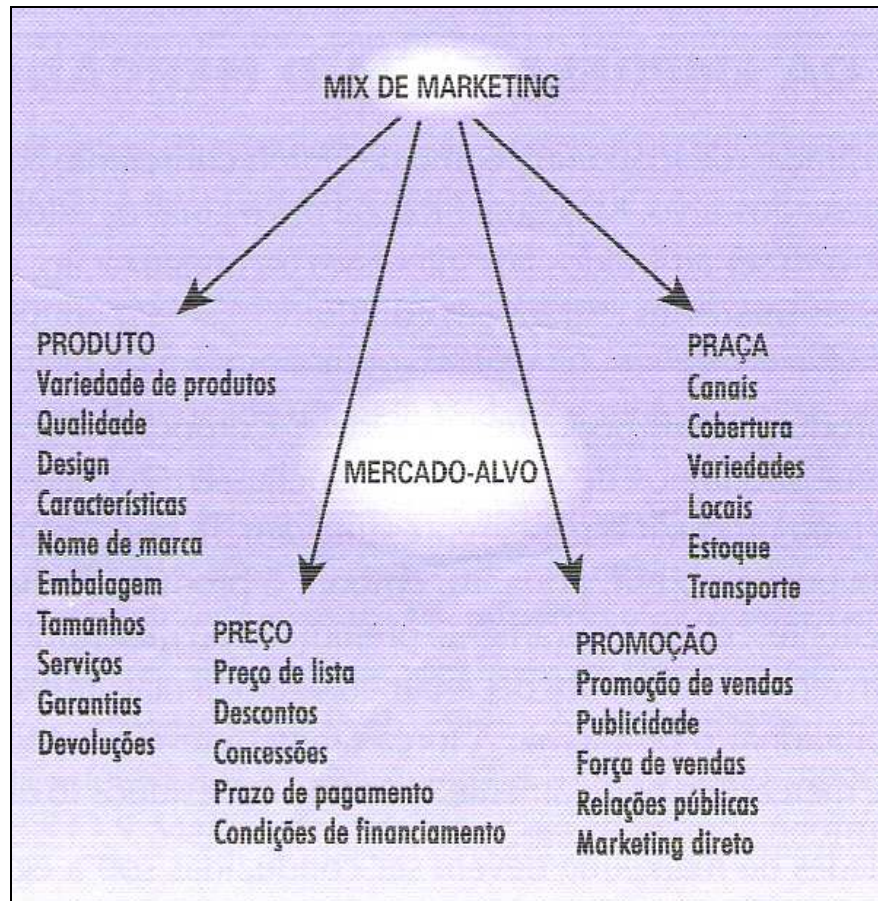 MIX DE MARKETING
PRODUTO
Variedade de produtos
Qualidade
Design
Características
Nome de marca
Embalagem
Tamanhos
Serviços
Garantias
Devoluções
MERCADO-ALVO
PREÇO
Preço de lista
Descontos
Concessões
Prazo de pagamento
Condições de financiamento
PROMOÇÃO
Promoção de vendas
Publicidade
Força de vendas
Relações públicas
Marketing direto
PRAÇA
Canais
Cobertura
Variedades
Locais
Estoque
Transporte